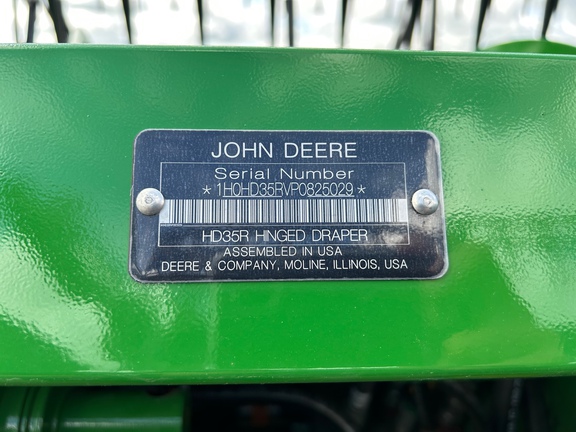 JOHN DEERE
Serial Number
*1H0HD35RVP0825029*
HD35R HINGED DRAPER
ASSEMBLED IN USA
DEERE & COMPANY, MOLINE, ILLINOIS, USA